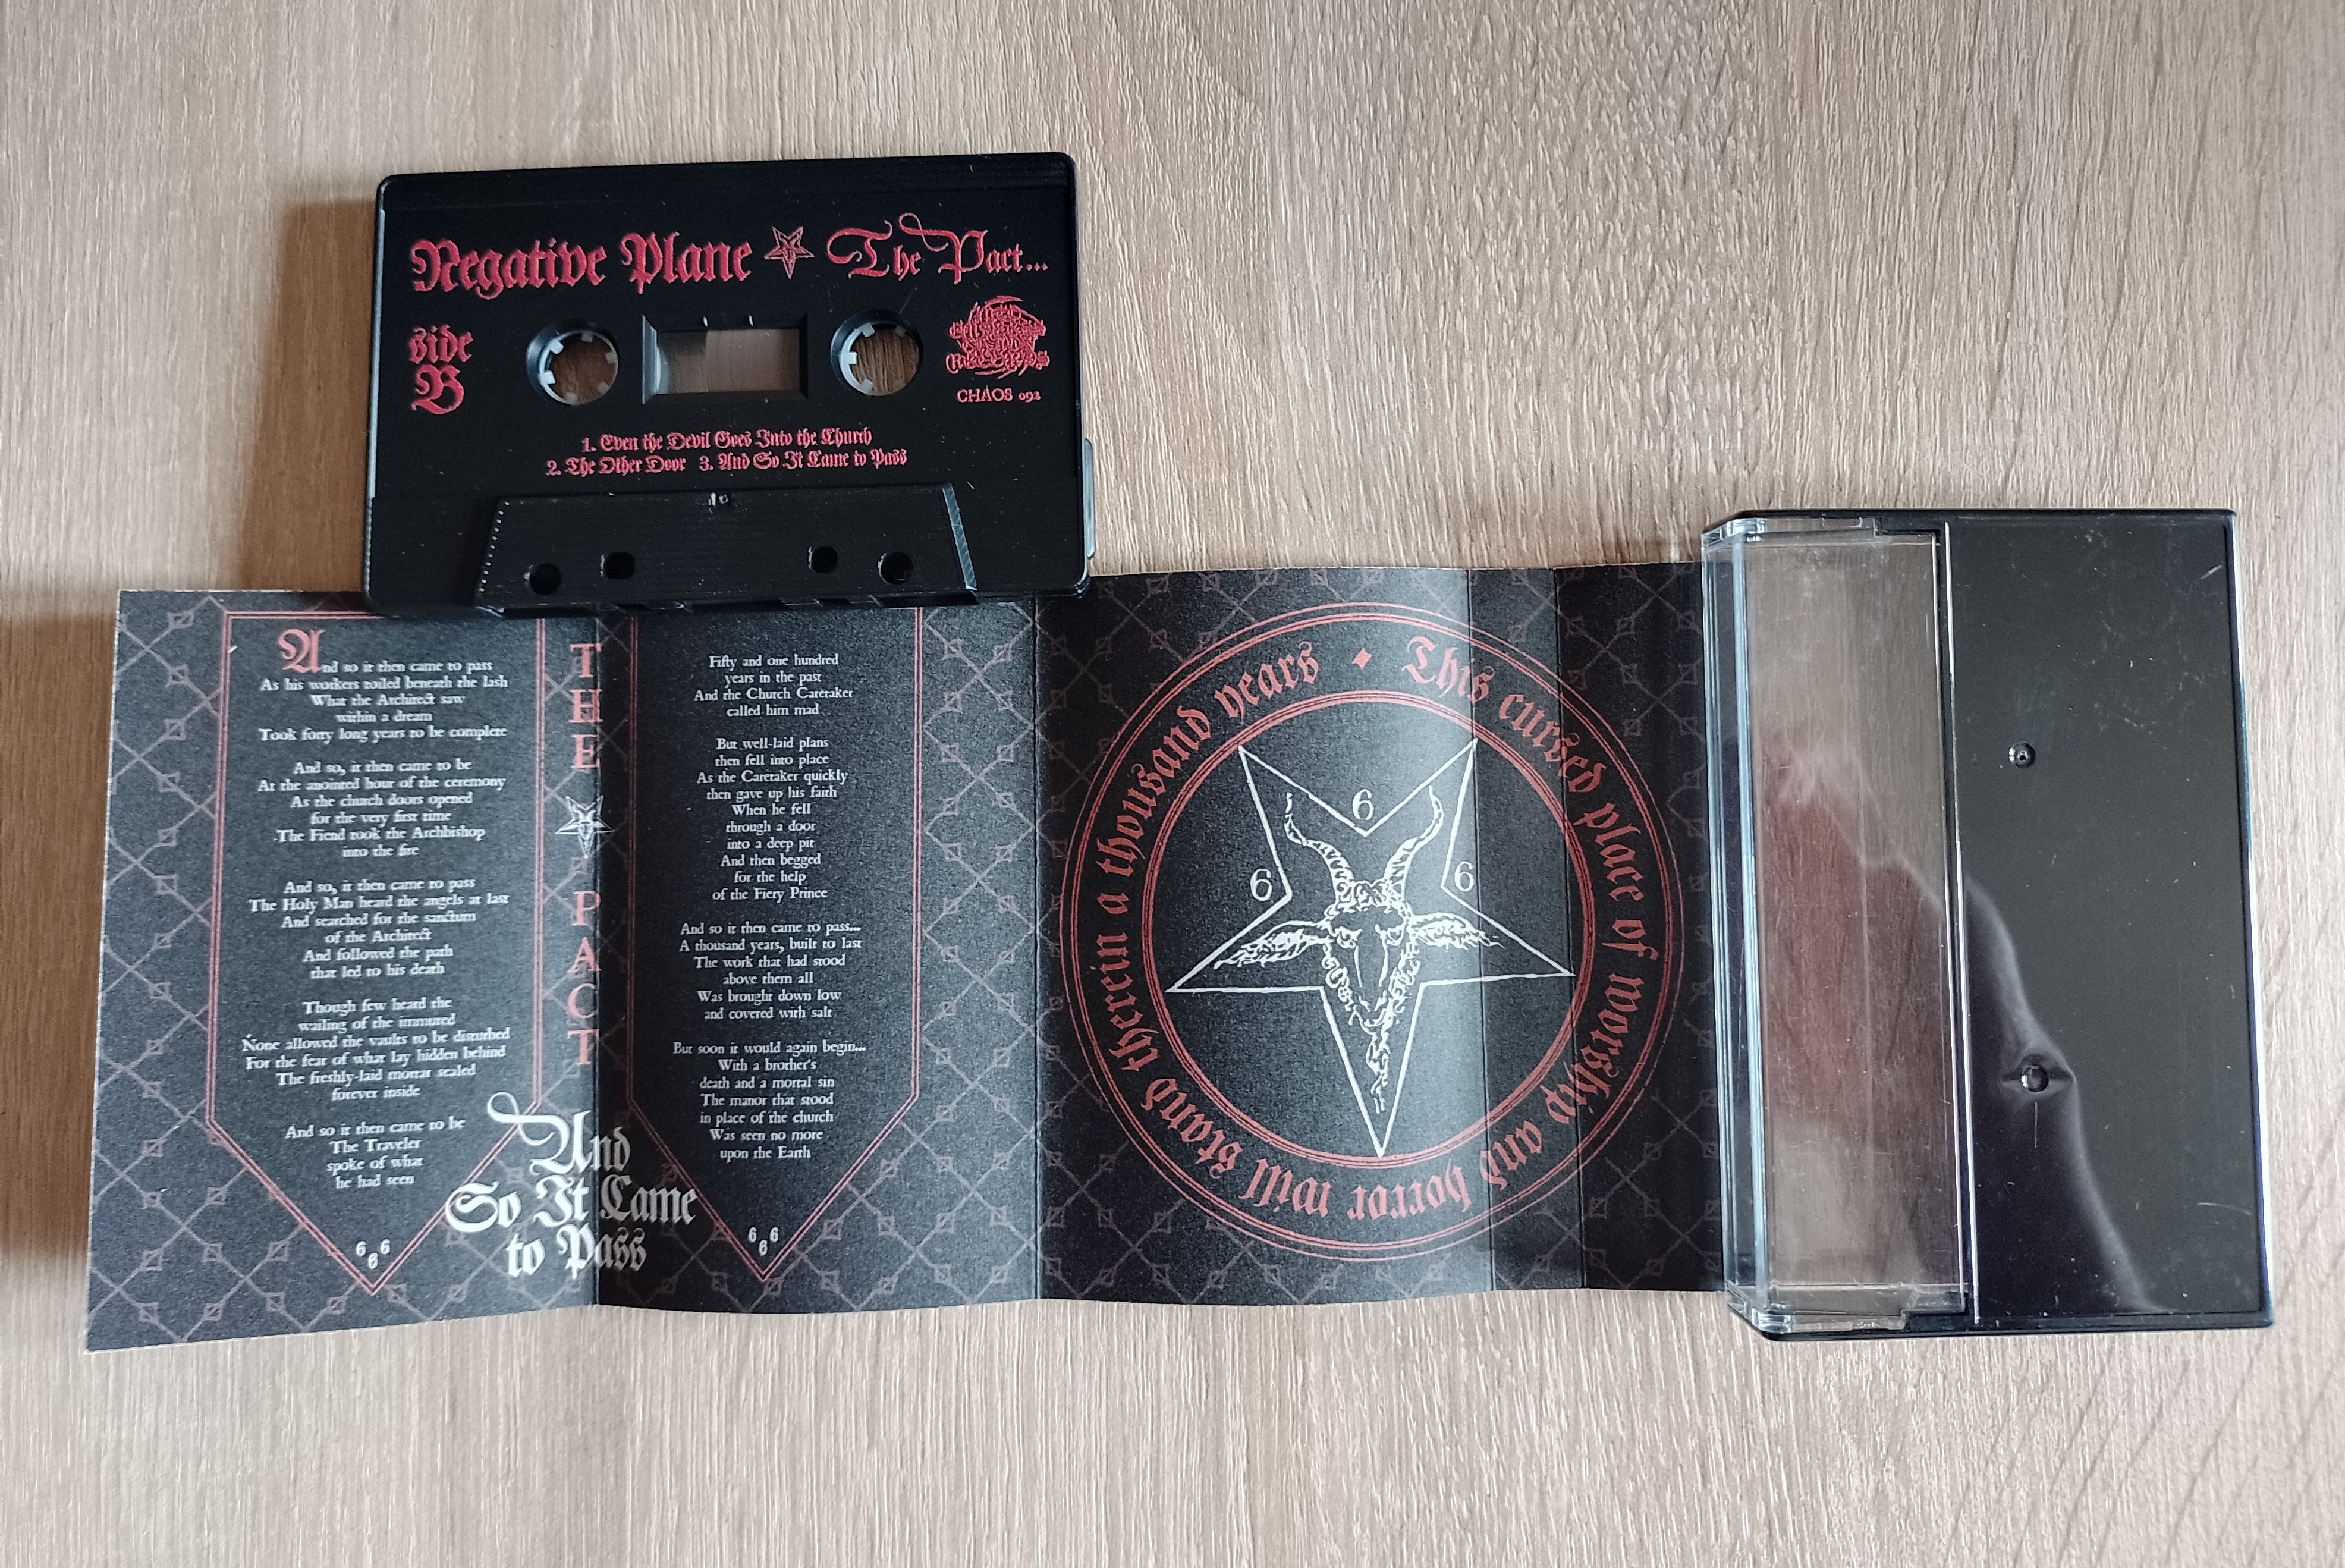 Negative Plane The Pact...
side
B
CHAOS 092
1. Even the Devil Goes Into the Church
2. The Other Door 3. And So It Came to Pass
And so it then came to pass
As his workers toiled beneath the lash
What the Architect saw
within a dream
Took forty long years to be complete
And so, it then came to be
At the anointed hour of the ceremony
As the church doors opened
for the very first time
The Fiend took the Archbishop
into the fire
And so, it then came to pass
The Holy Man heard the angels at last
And searched for the sanctum
of the Architect
And followed the path
that led to his death
Though few heard the
wailing of the immured
None allowed the vaults to be disturbed
For the fear of what lay hidden behind
The freshly-laid mortar sealed
forever inside
And so it then came to be
The Traveler
spoke of what
he had seen
6 6 6
THE PACT
And
So It Came
to Pass
Fifty and one hundred
years in the past
And the Church Caretaker
called him mad
But well-laid plans
then fell into place
As the Caretaker quickly
then gave up his faith
When he fell
through a door
into a deep pit
And then begged
for the help
of the Fiery Prince
And so it then came to pass...
A thousand years, built to last
The work that had stood
above them all
Was brought down low
and covered with salt
But soon it would again begin...
With a brother's
death and a mortal sin
The manor that stood
in place of the church
Was seen no more
upon the Earth
6 6 6
This cursed place of worship and horror will stand therein a thousand years
6
6 6